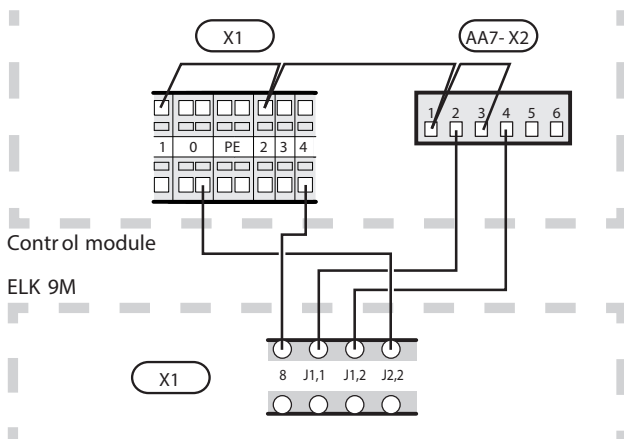 X1
AA7- X2
1 2 3 4 5 6
1 0 PE 2 3 4
Control module
ELK 9M
X1
8 J1,1 J1,2 J2,2